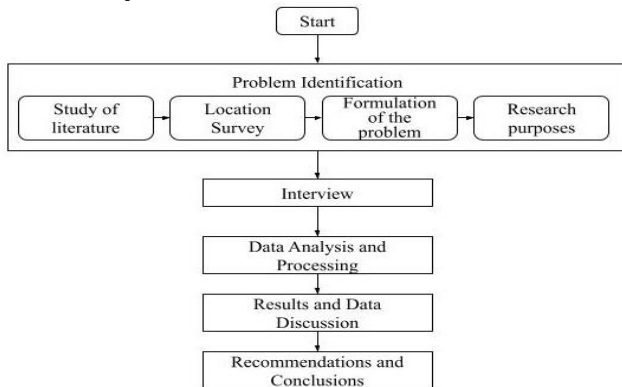 Start
Problem Identification
Study of
literature
Location
Survey
Formulation
of the
problem
Research
purposes
Interview
Data Analysis and
Processing
Results and Data
Discussion
Recommendations and
Conclusions